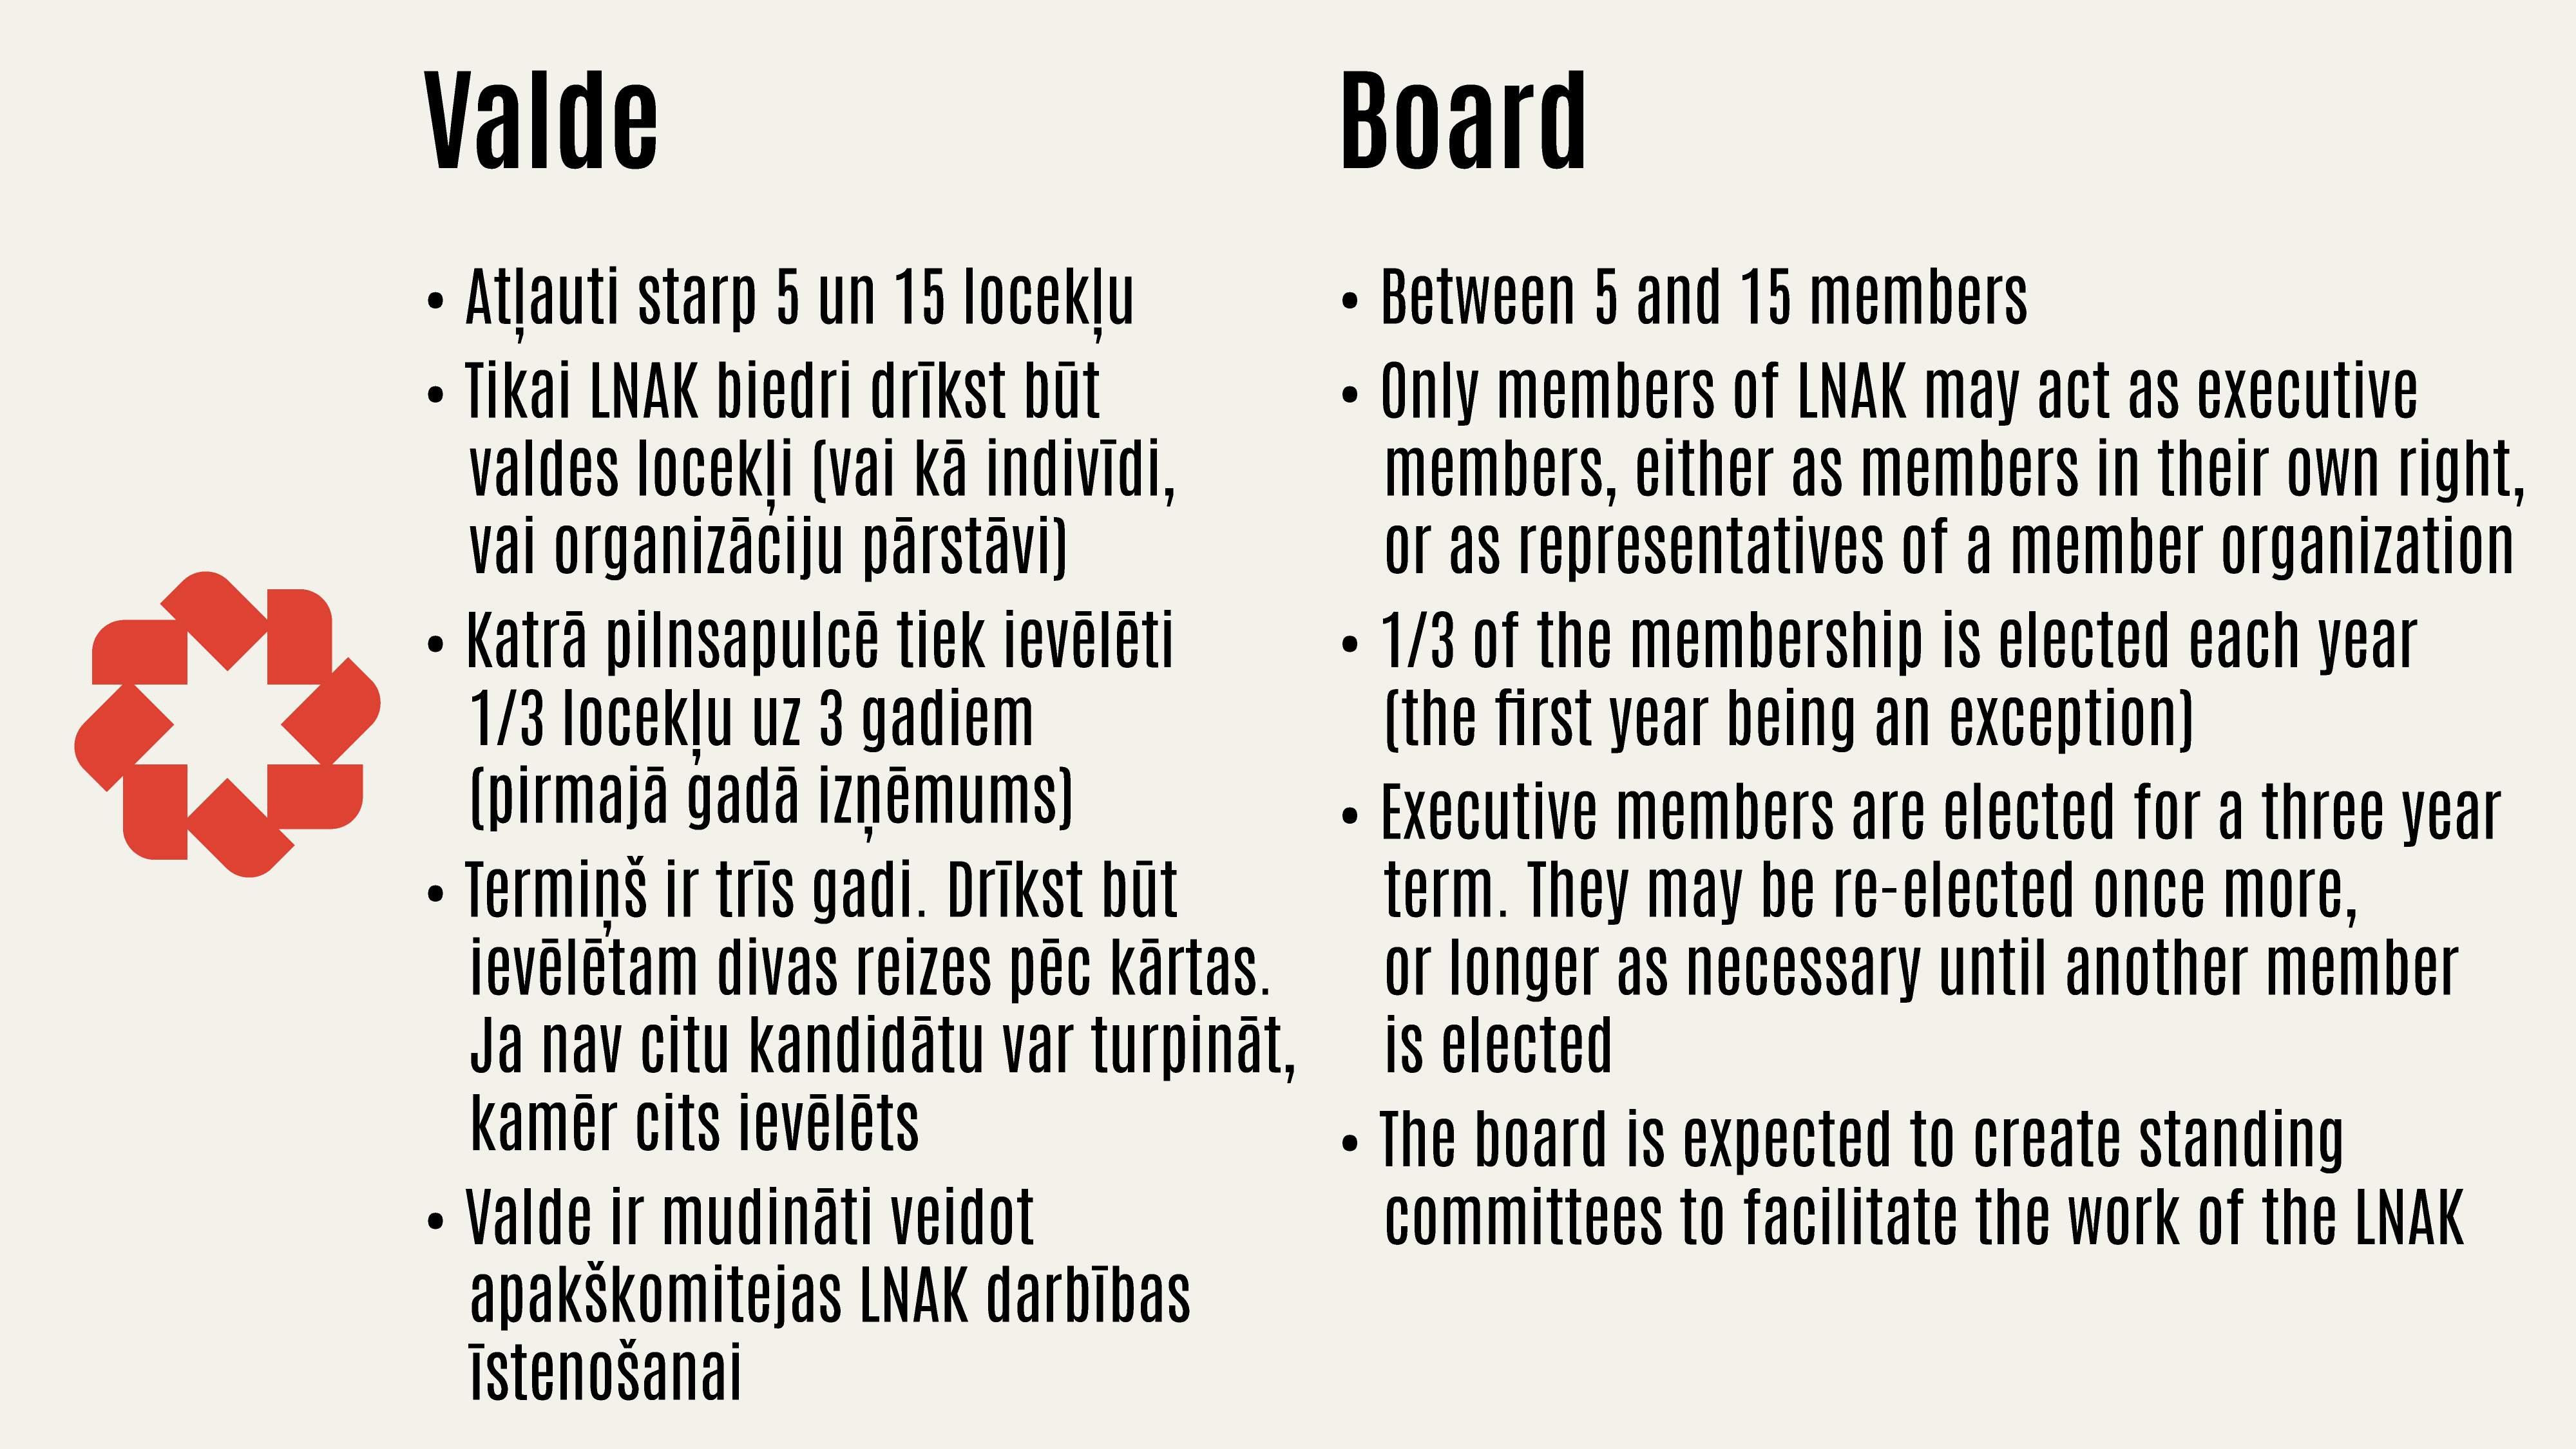 Valde
• Atļauti starp 5 un 15 locekļu
• Tikai LNAK biedri drīkst būt
valdes locekļi (vai kā indivīdi,
vai organizāciju pārstāvi)
• Katrā pilnsapulcē tiek ievēlēti
1/3 locekļu uz 3 gadiem
(pirmajā gadā izņēmums)
• Termiņš ir trīs gadi. Drīkst būt
ievēlētam divas reizes pēc kārtas.
Ja nav citu kandidātu var turpināt,
kamēr cits ievēlēts
• Valde ir mudināti veidot
apakškomitejas LNAK darbības
īstenošanai
Board
• Between 5 and 15 members
• Only members of LNAK may act as executive
members, either as members in their own right,
or as representatives of a member organization
• 1/3 of the membership is elected each year
(the first year being an exception)
• Executive members are elected for a three year
term. They may be re-elected once more,
or longer as necessary until another member
is elected
• The board is expected to create standing
committees to facilitate the work of the LNAK